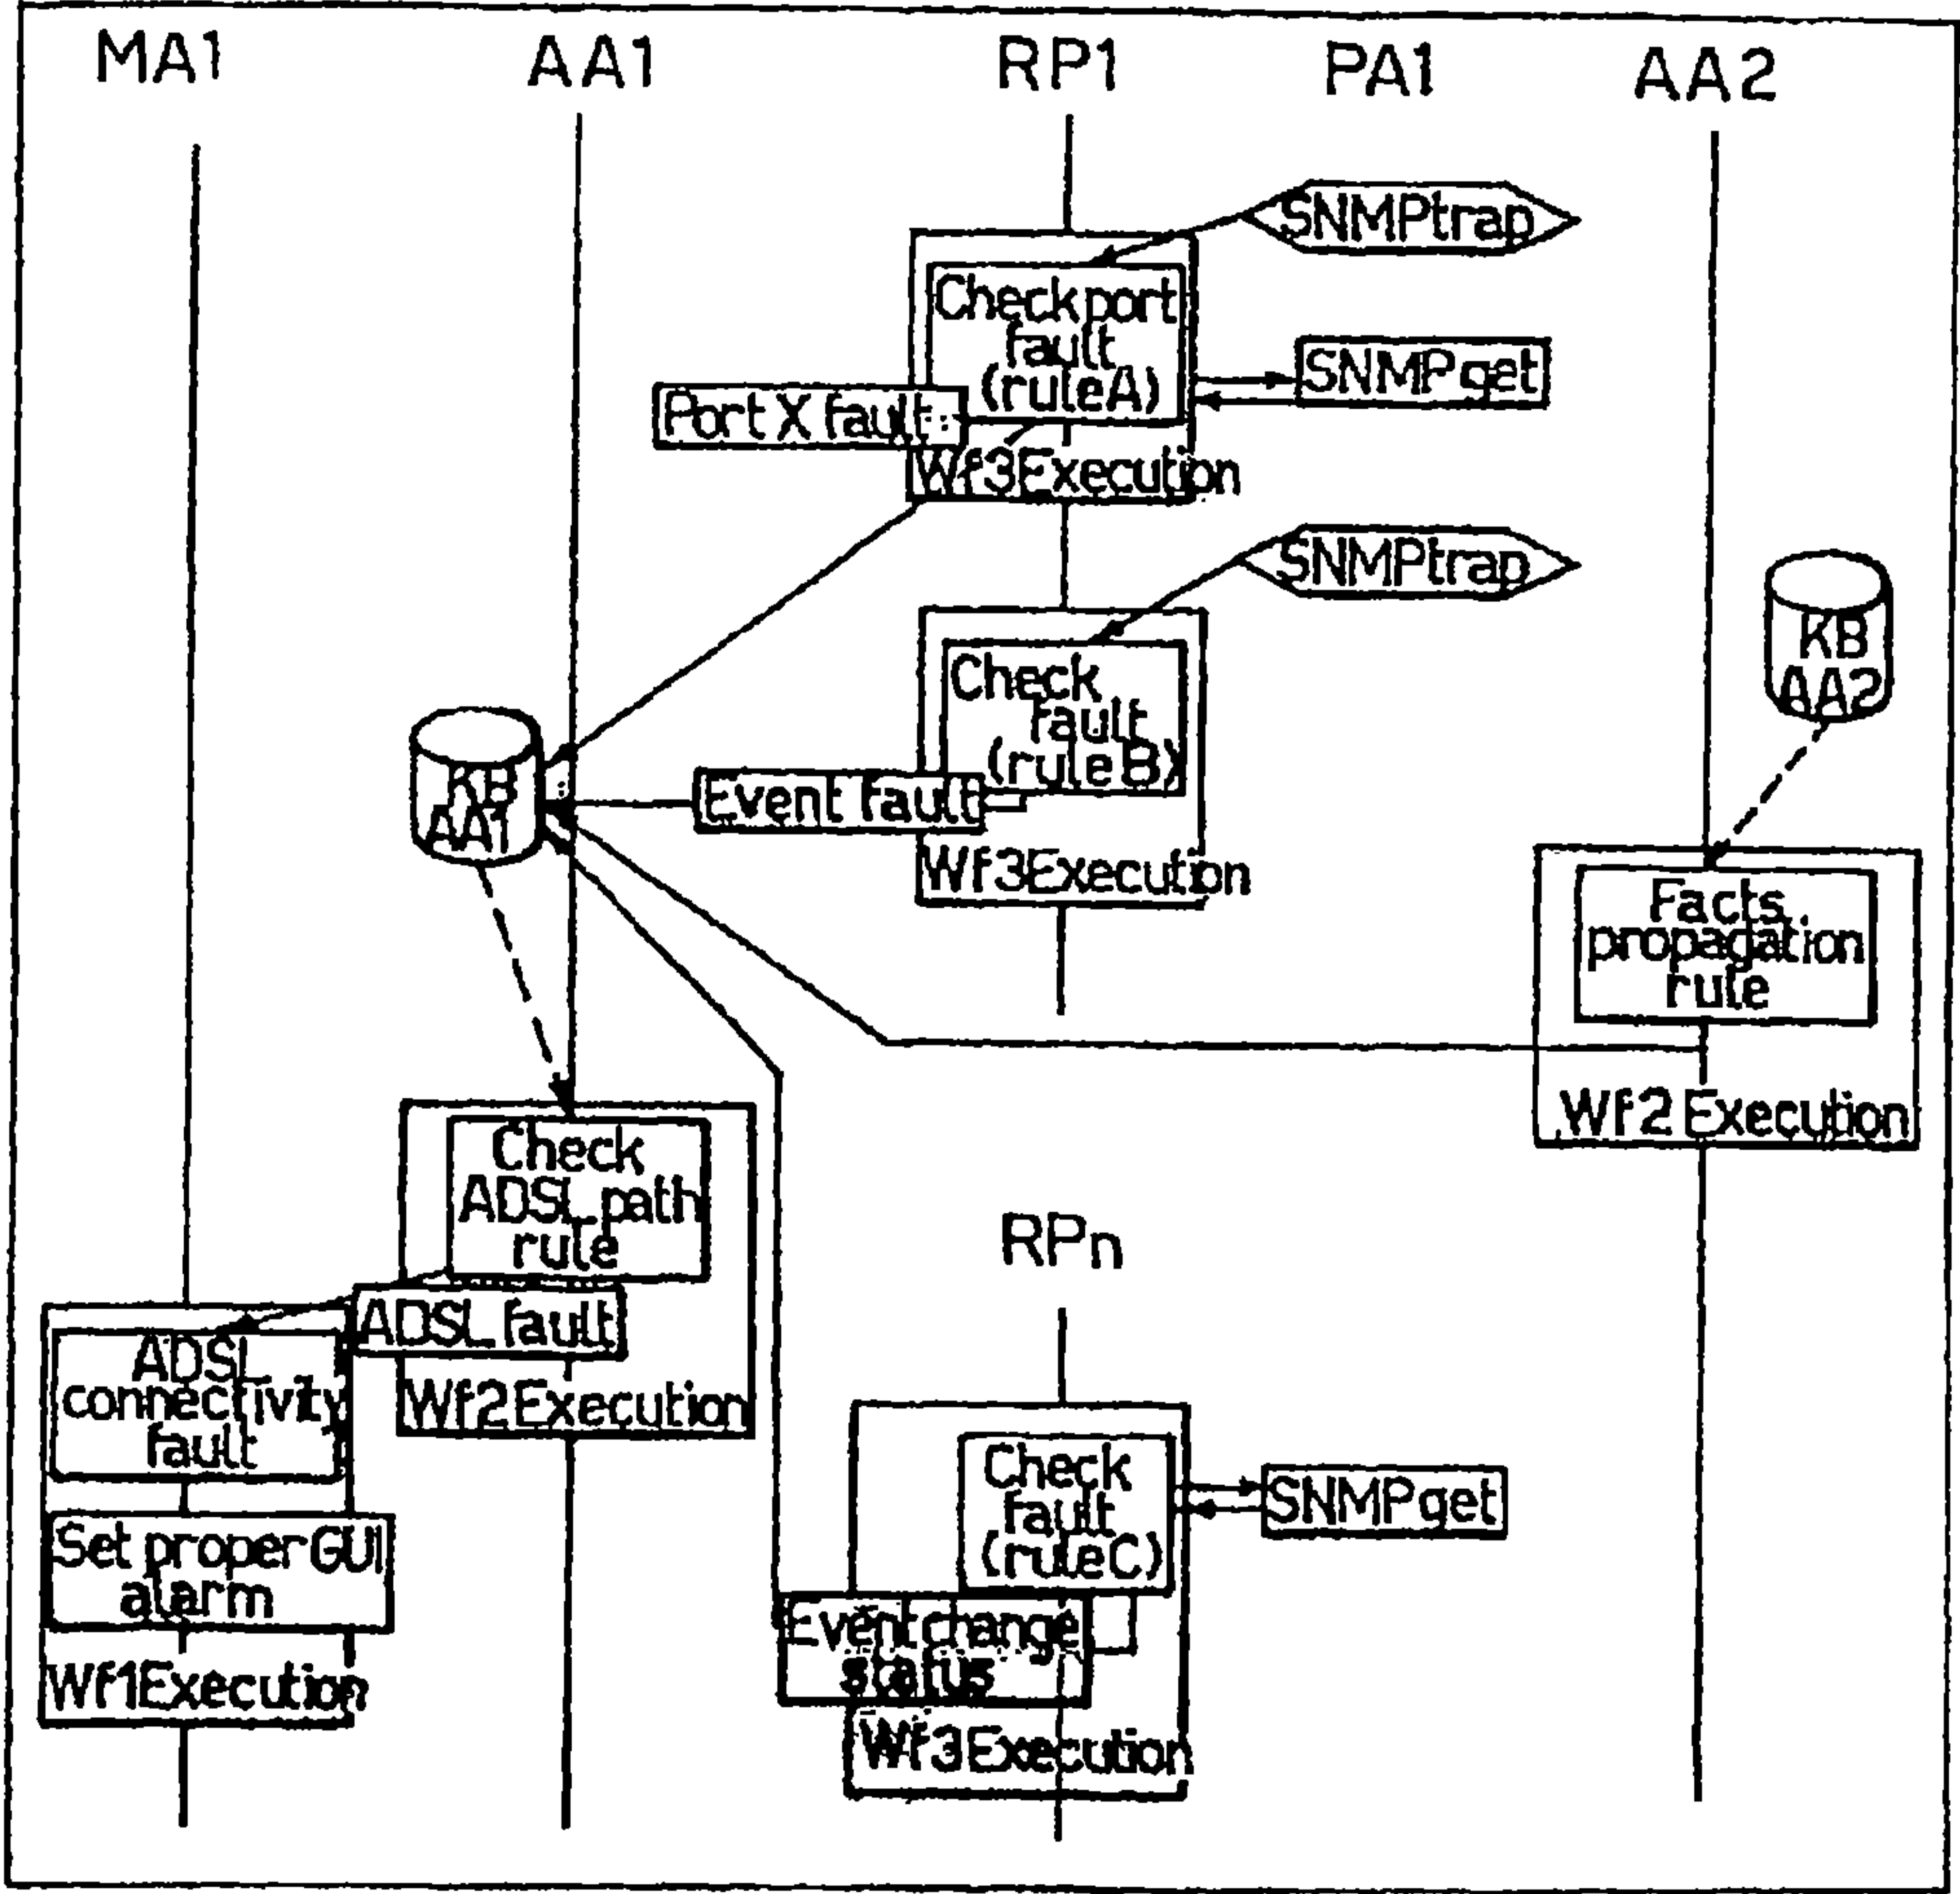 MA1
AA1
RP1
PA1
AA2
SNMPtrap
Check port
fault
(ruleA)
SNMPget
Port X fault
Wf3Execution
SNMPtrap
KB
AA2
Check
fault
(rule B)
KB
AA1
Event fault
Wf3Execution
Facts
propagation
rule
Wf2 Execution
Check
ADSL path
rule
RPn
ADSL fault
ADSL
connectivity
fault
Wf2Execution
Check
fault
(ruleC)
SNMPget
Set proper GUI
alarm
Event change
status
Wf1Execution
Wf3Execution